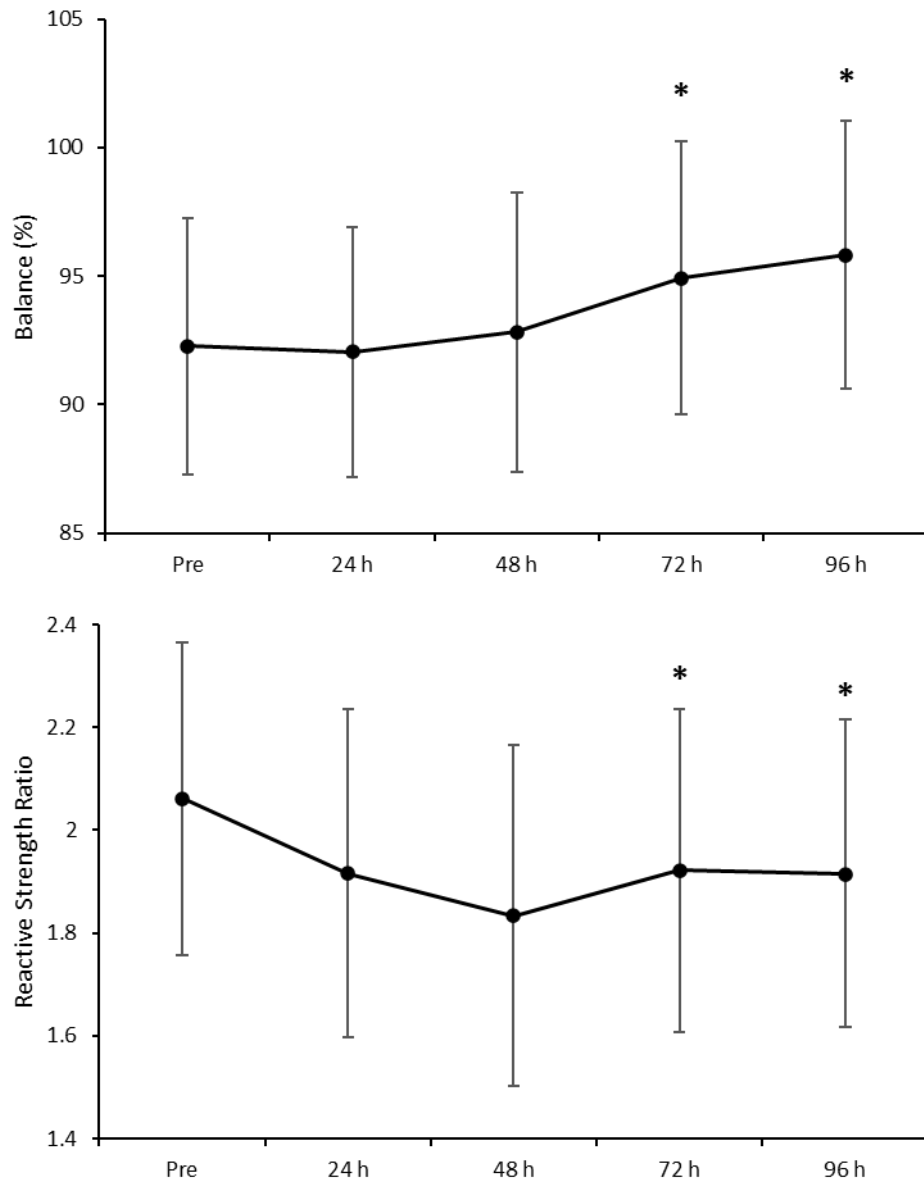 105
100
95
90
85
Balance (%)
*
*
Pre
24 h
48 h
72 h
96 h
2.4
2.2
2
1.8
1.6
1.4
Reactive Strength Ratio
*
*
Pre
24 h
48 h
72 h
96 h